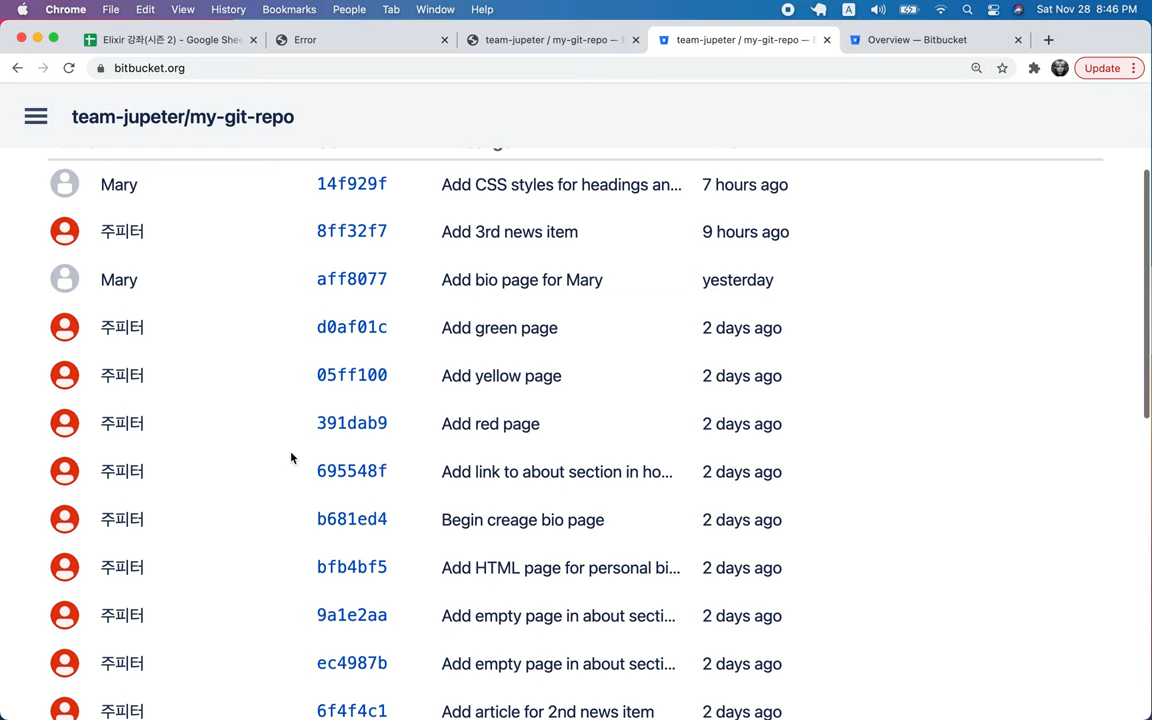 Chrome File Edit View History Bookmarks People Tab Window Help A Sat Nov 28 8:46 PM
Elixir 강좌(시즌 2) - Google Shee
Error
team-jupeter / my-git-repo —
team-jupeter / my-git-repo —
Overview — Bitbucket
bitbucket.org
Update
team-jupeter/my-git-repo
Mary 14f929f Add CSS styles for headings an... 7 hours ago
주피터 8ff32f7 Add 3rd news item 9 hours ago
Mary aff8077 Add bio page for Mary yesterday
주피터 d0af01c Add green page 2 days ago
주피터 05ff100 Add yellow page 2 days ago
주피터 391dab9 Add red page 2 days ago
주피터 695548f Add link to about section in ho... 2 days ago
주피터 b681ed4 Begin creage bio page 2 days ago
주피터 bfb4bf5 Add HTML page for personal bi... 2 days ago
주피터 9a1e2aa Add empty page in about secti... 2 days ago
주피터 ec4987b Add empty page in about secti... 2 days ago
주피터 6f4f4c1 Add article for 2nd news item 2 days ago